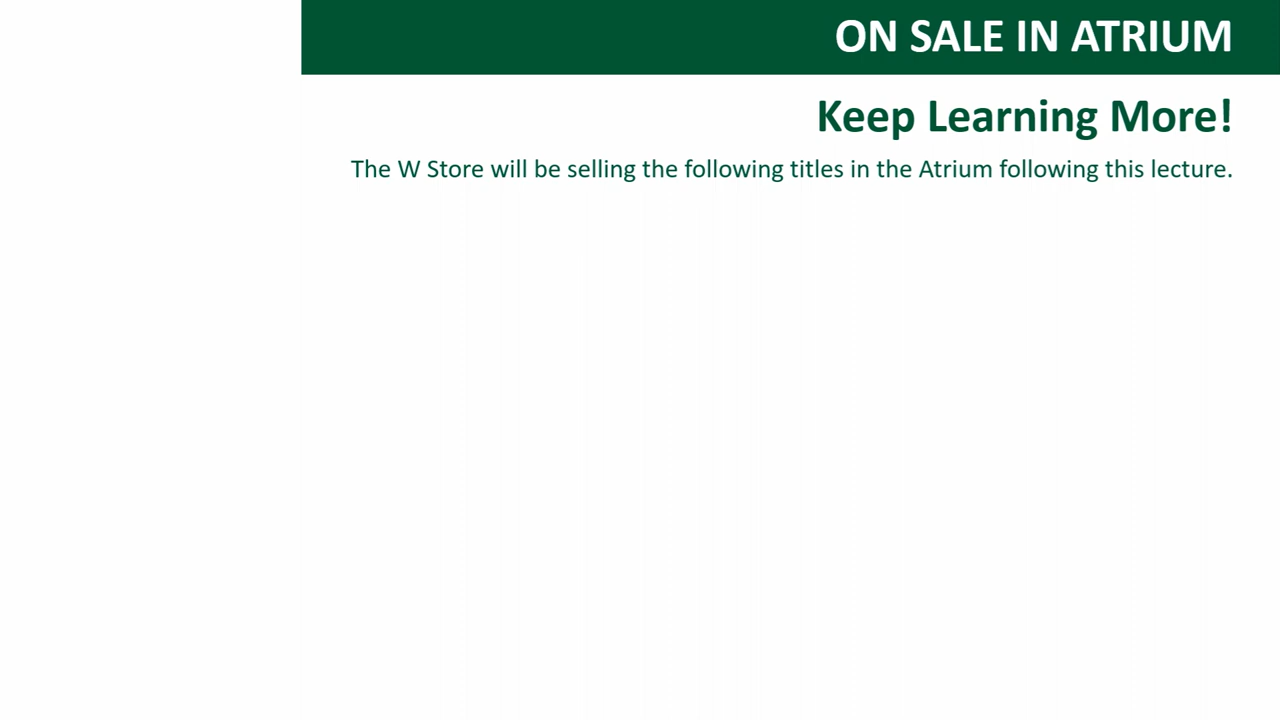 ON SALE IN ATRIUM
Keep Learning More!
The W Store will be selling the following titles in the Atrium following this lecture.